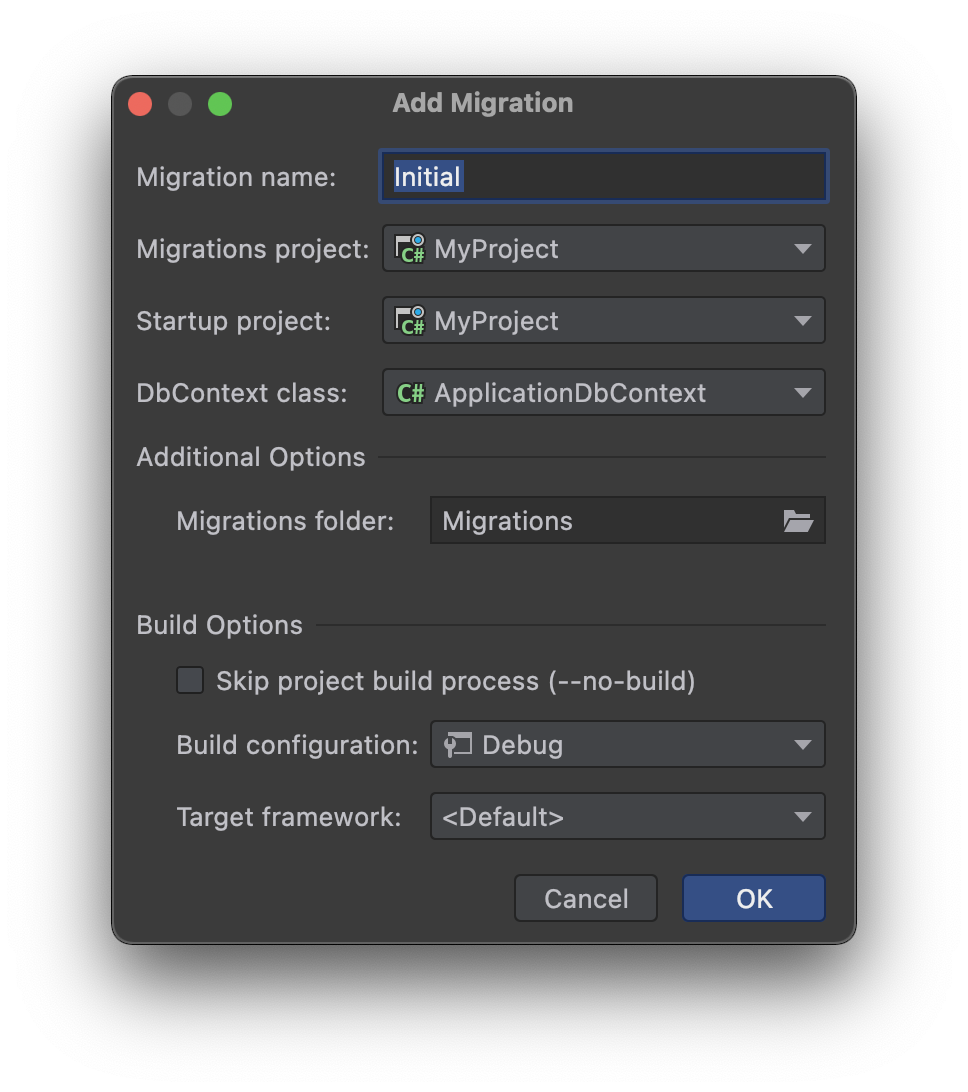 Add Migration
Migration name: Initial
Migrations project: C# MyProject
Startup project: C# MyProject
DbContext class: C# ApplicationDbContext
Additional Options
Migrations folder: Migrations
Build Options
Skip project build process (--no-build)
Build configuration: Debug
Target framework: <Default>
Cancel OK